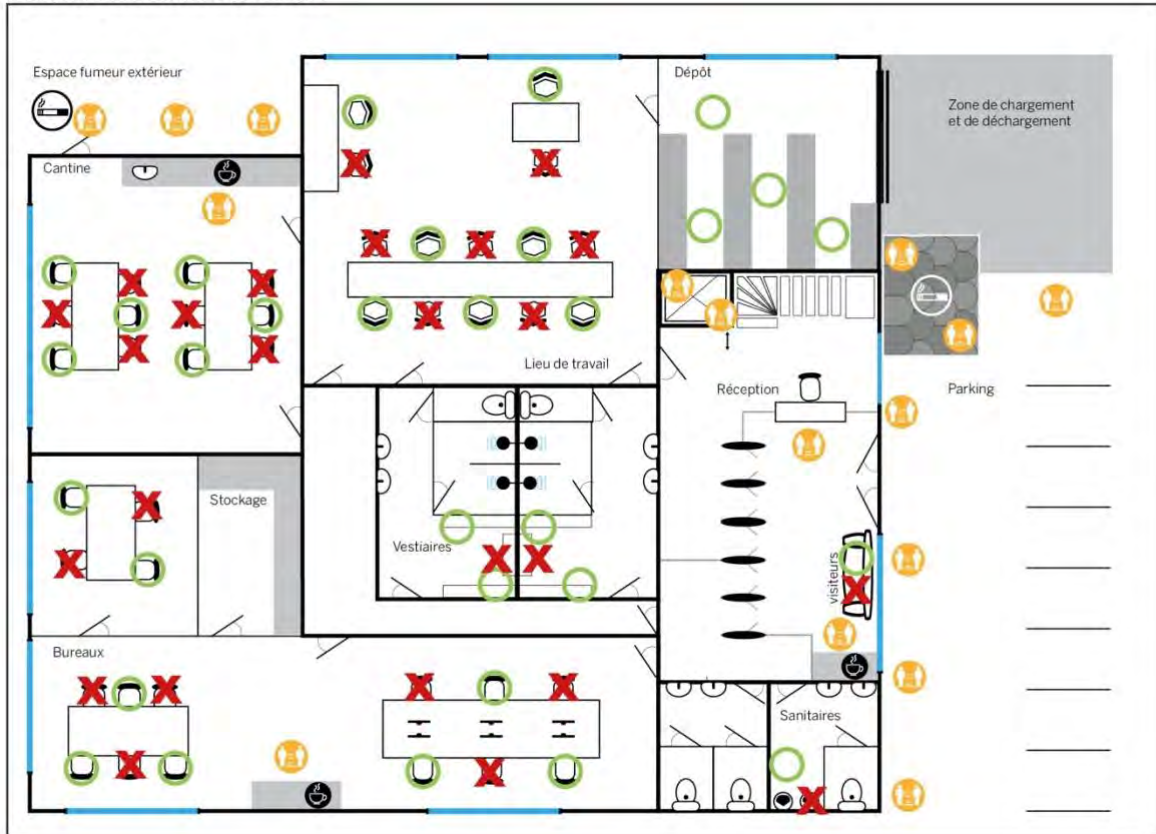 Espace fumeur extérieur
Dépôt
Zone de chargement
et de déchargement
Cantine
Lieu de travail
Réception
Parking
Stockage
Vestiaires
visiteurs
Bureaux
Sanitaires